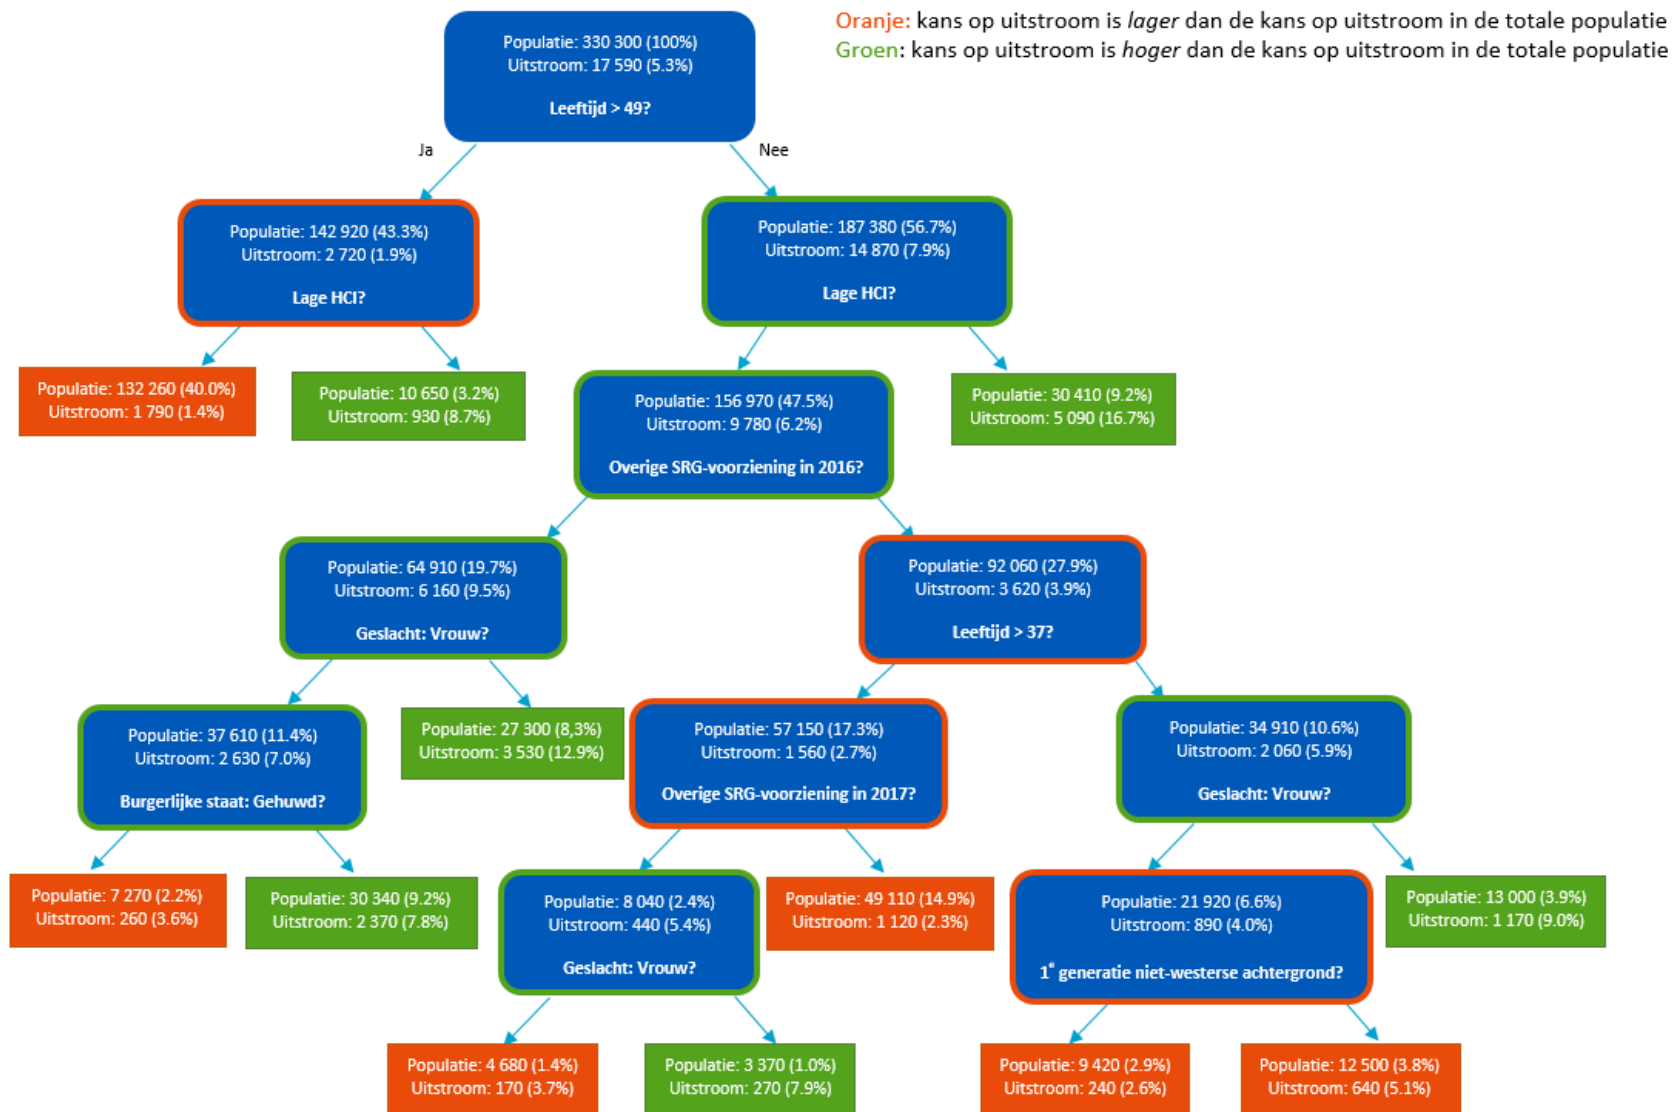 Oranje: kans op uitstroom is lager dan de kans op uitstroom in de totale populatie
Groen: kans op uitstroom is hoger dan de kans op uitstroom in de totale populatie
Populatie: 330 300 (100%)
Uitstroom: 17 590 (5.3%)
Leeftijd > 49?
Ja
Nee
Populatie: 142 920 (43.3%)
Uitstroom: 2 720 (1.9%)
Lage HCI?
Populatie: 187 380 (56.7%)
Uitstroom: 14 870 (7.9%)
Lage HCI?
Populatie: 132 260 (40.0%)
Uitstroom: 1 790 (1.4%)
Populatie: 10 650 (3.2%)
Uitstroom: 930 (8.7%)
Populatie: 156 970 (47.5%)
Uitstroom: 9 780 (6.2%)
Overige SRG-voorziening in 2016?
Populatie: 30 410 (9.2%)
Uitstroom: 5 090 (16.7%)
Populatie: 64 910 (19.7%)
Uitstroom: 6 160 (9.5%)
Geslacht: Vrouw?
Populatie: 92 060 (27.9%)
Uitstroom: 3 620 (3.9%)
Leeftijd > 37?
Populatie: 37 610 (11.4%)
Uitstroom: 2 630 (7.0%)
Burgerlijke staat: Gehuwd?
Populatie: 27 300 (8,3%)
Uitstroom: 3 530 (12.9%)
Populatie: 57 150 (17.3%)
Uitstroom: 1 560 (2.7%)
Overige SRG-voorziening in 2017?
Populatie: 34 910 (10.6%)
Uitstroom: 2 060 (5.9%)
Geslacht: Vrouw?
Populatie: 7 270 (2.2%)
Uitstroom: 260 (3.6%)
Populatie: 30 340 (9.2%)
Uitstroom: 2 370 (7.8%)
Populatie: 8 040 (2.4%)
Uitstroom: 440 (5.4%)
Geslacht: Vrouw?
Populatie: 49 110 (14.9%)
Uitstroom: 1 120 (2.3%)
Populatie: 21 920 (6.6%)
Uitstroom: 890 (4.0%)
1e generatie niet-westerse achtergrond?
Populatie: 13 000 (3.9%)
Uitstroom: 1 170 (9.0%)
Populatie: 4 680 (1.4%)
Uitstroom: 170 (3.7%)
Populatie: 3 370 (1.0%)
Uitstroom: 270 (7.9%)
Populatie: 9 420 (2.9%)
Uitstroom: 240 (2.6%)
Populatie: 12 500 (3.8%)
Uitstroom: 640 (5.1%)